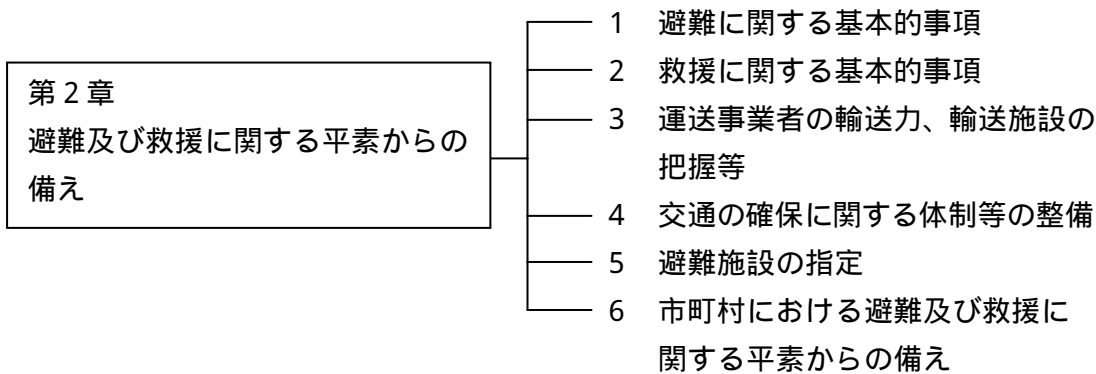 第2章
避難及び救援に関する平素からの
備え
1 避難に関する基本的事項
2 救援に関する基本的事項
3 運送事業者の輸送力、輸送施設の
把握等
4 交通の確保に関する体制等の整備
5 避難施設の指定
6 市町村における避難及び救援に
関する平素からの備え